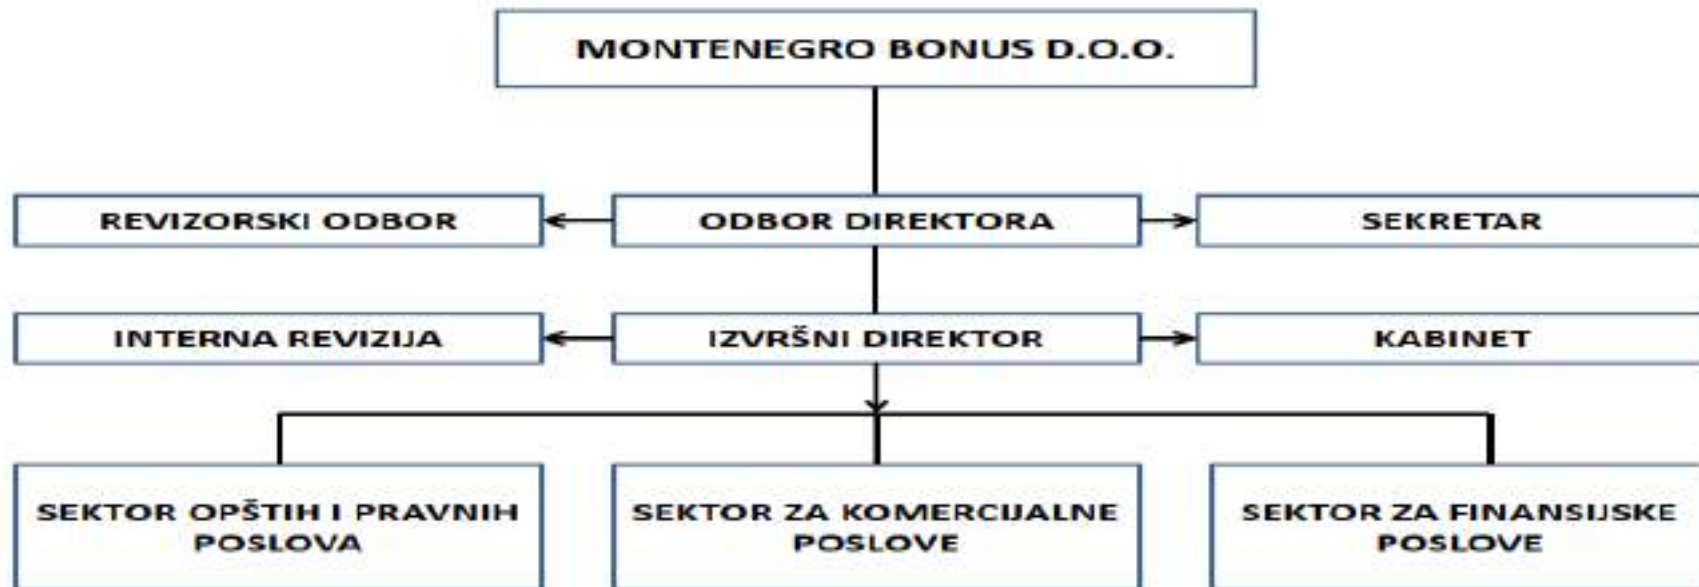 MONTENEGRO BONUS D.O.O.
REVIZORSKI ODBOR
ODBOR DIREKTORA
SEKRETAR
INTERNA REVIZIJA
IZVRŠNI DIREKTOR
KABINET
SEKTOR OPŠTIH I PRAVNIH
POSLOVA
SEKTOR ZA KOMERCIJALNE
POSLOVE
SEKTOR ZA FINANSIJSKE
POSLOVE